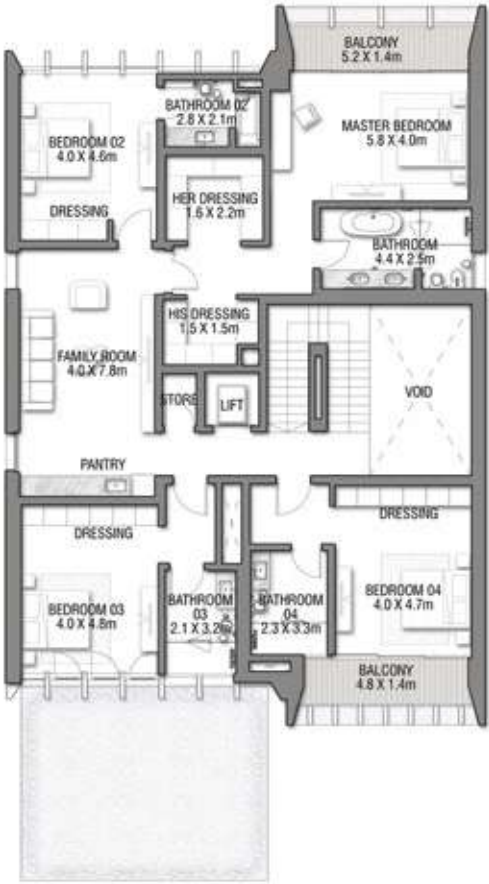 BALCONY
5.2 X 1.4m
BATHROOM 02
2.8 X 2.1m
MASTER BEDROOM
5.8 X 4.0m
BEDROOM 02
4.0 X 4.6m
HER DRESSING
1.6 X 2.2m
DRESSING
BATHROOM
4.4 X 2.5m
HIS DRESSING
1.5 X 1.5m
FAMILY ROOM
4.0 X 7.8m
STORE
LIFT
VOID
PANTRY
DRESSING
DRESSING
BEDROOM 03
4.0 X 4.8m
BATHROOM
03
2.1 X 3.2m
BATHROOM
04
2.3 X 3.3m
BEDROOM 04
4.0 X 4.7m
BALCONY
4.8 X 1.4m